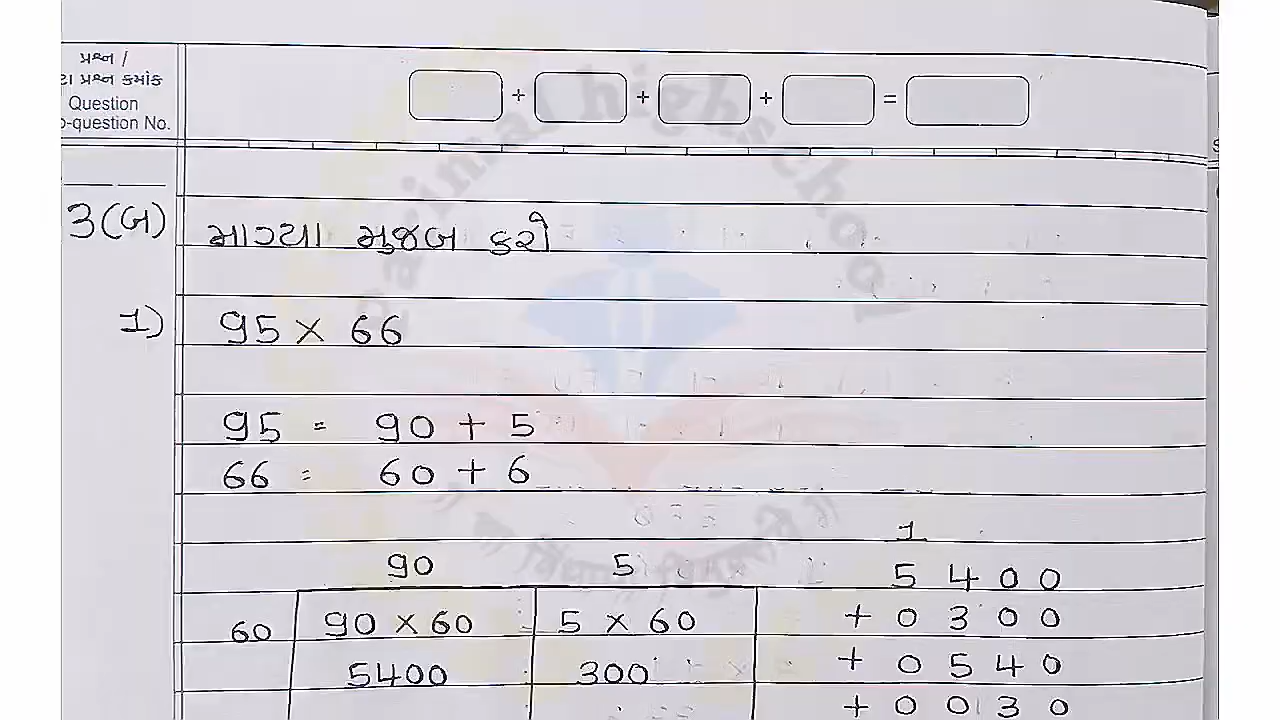 પ્રશ્ન /
ટા પ્રશ્ન ક્રમાંક
Question
o-question No.
+ + + =
3(બ) માગ્યા મુજબ કરો
1) 95 × 66
95 = 90 + 5
66 = 60 + 6
1
90 5 5 4 0 0
60 90 × 60 5 × 60 + 0 3 0 0
5400 300 + 0 5 4 0
+ 0 0 3 0
highschool